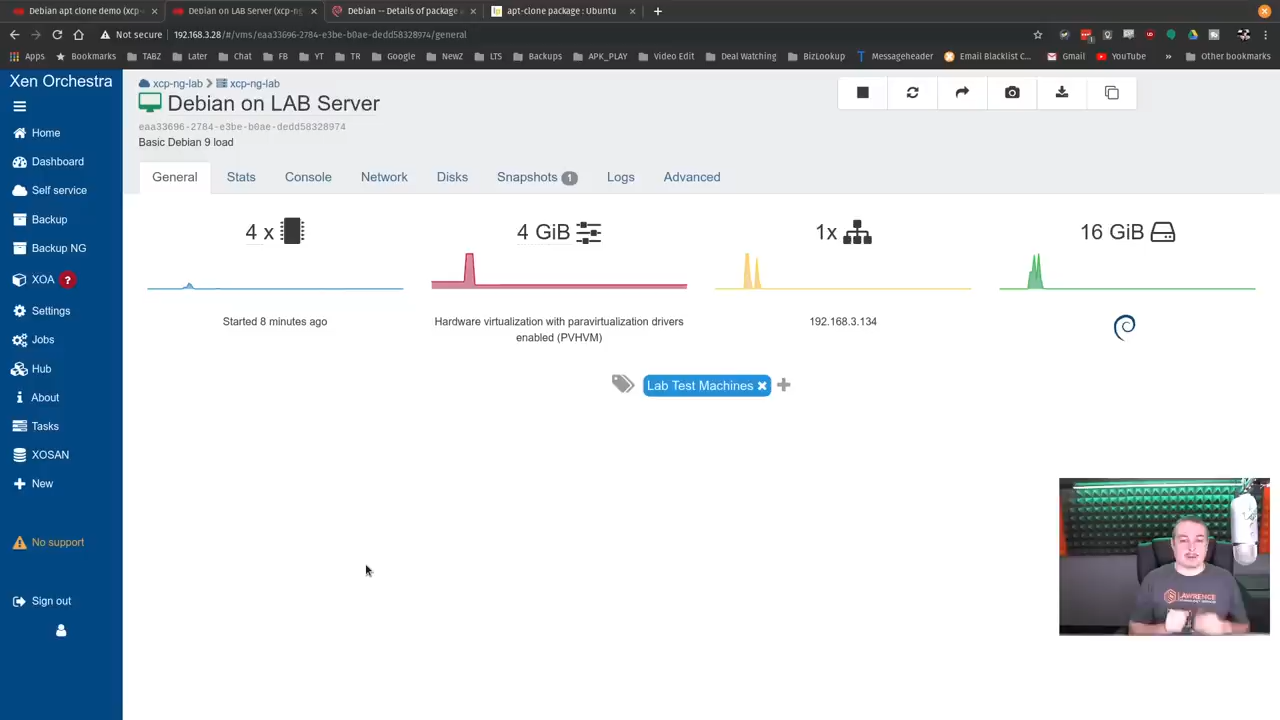 Debian apt clone demo (xcp-n
Debian on LAB Server (xcp-ng
Debian -- Details of package
apt-clone package : Ubuntu
Not secure
192.168.3.28/#/vms/eaa33696-2784-e3be-b0ae-dedd58328974/general
Apps
Bookmarks
TABZ
Later
Chat
FB
YT
TR
Google
NewZ
LTS
Backups
APK_PLAY
Video Edit
Deal Watching
BizLookup
Messageheader
Email Blacklist C...
Gmail
YouTube
»
Other bookmarks
Xen Orchestra
Home
Dashboard
Self service
Backup
Backup NG
XOA ?
Settings
Jobs
Hub
About
Tasks
XOSAN
New
No support
Sign out
xcp-ng-lab
xcp-ng-lab
Debian on LAB Server
eaa33696-2784-e3be-b0ae-dedd58328974
Basic Debian 9 load
General
Stats
Console
Network
Disks
Snapshots 1
Logs
Advanced
4 x
4 GiB
1x
16 GiB
Started 8 minutes ago
Hardware virtualization with paravirtualization drivers
enabled (PVHVM)
192.168.3.134
Lab Test Machines
LAWRENCE